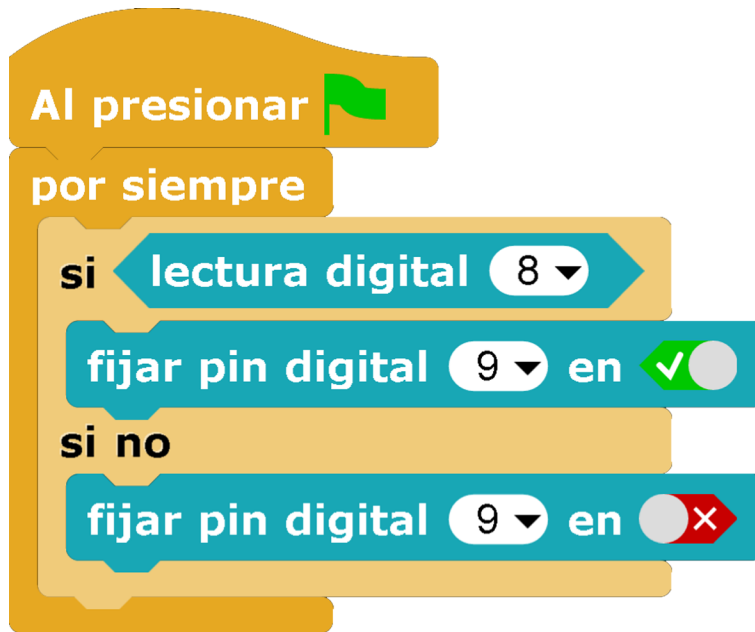 Al presionar
por siempre
si lectura digital 8
fijar pin digital 9 en
si no
fijar pin digital 9 en